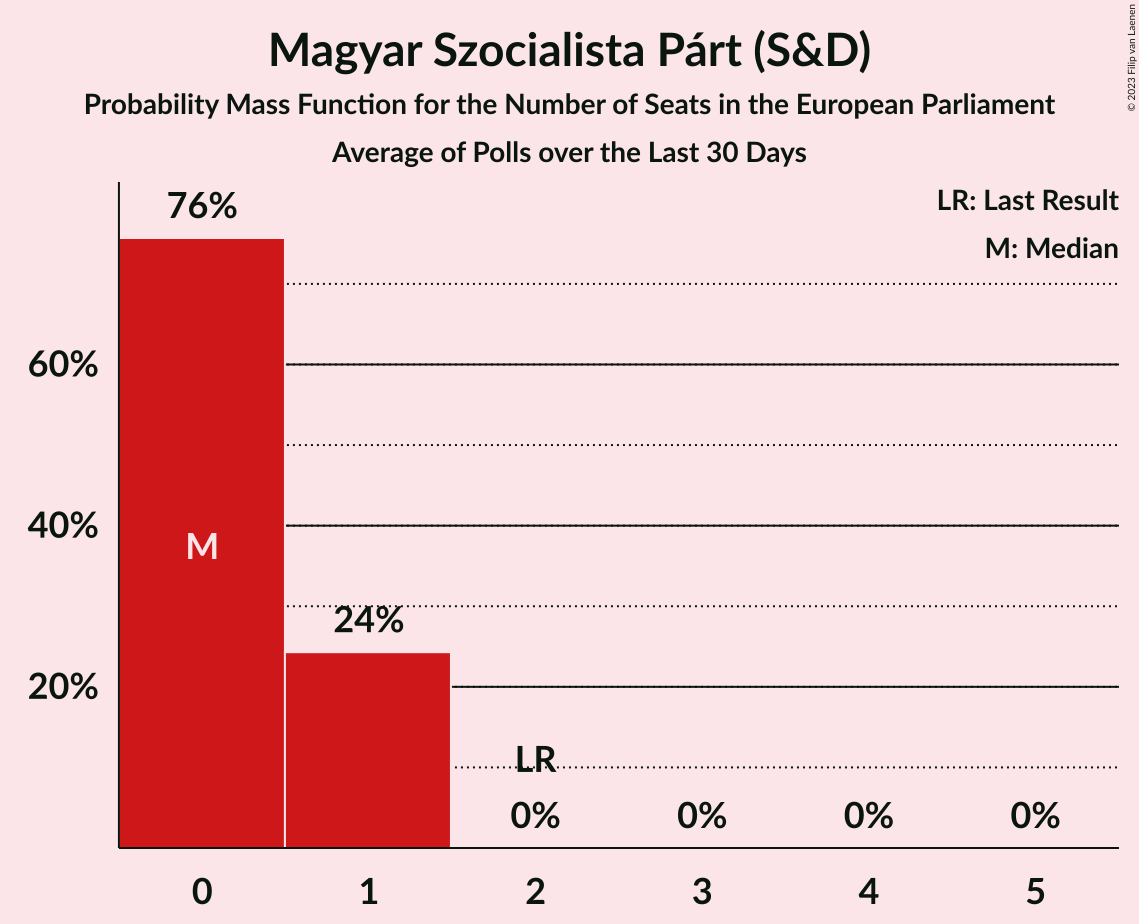 Magyar Szocialista Párt (S&D)
Probability Mass Function for the Number of Seats in the European Parliament
Average of Polls over the Last 30 Days
© 2023 Filip van Laenen
LR: Last Result
M: Median
76%
60%
40%
20%
M
24%
LR
0%
0%
0%
0%
0
1
2
3
4
5